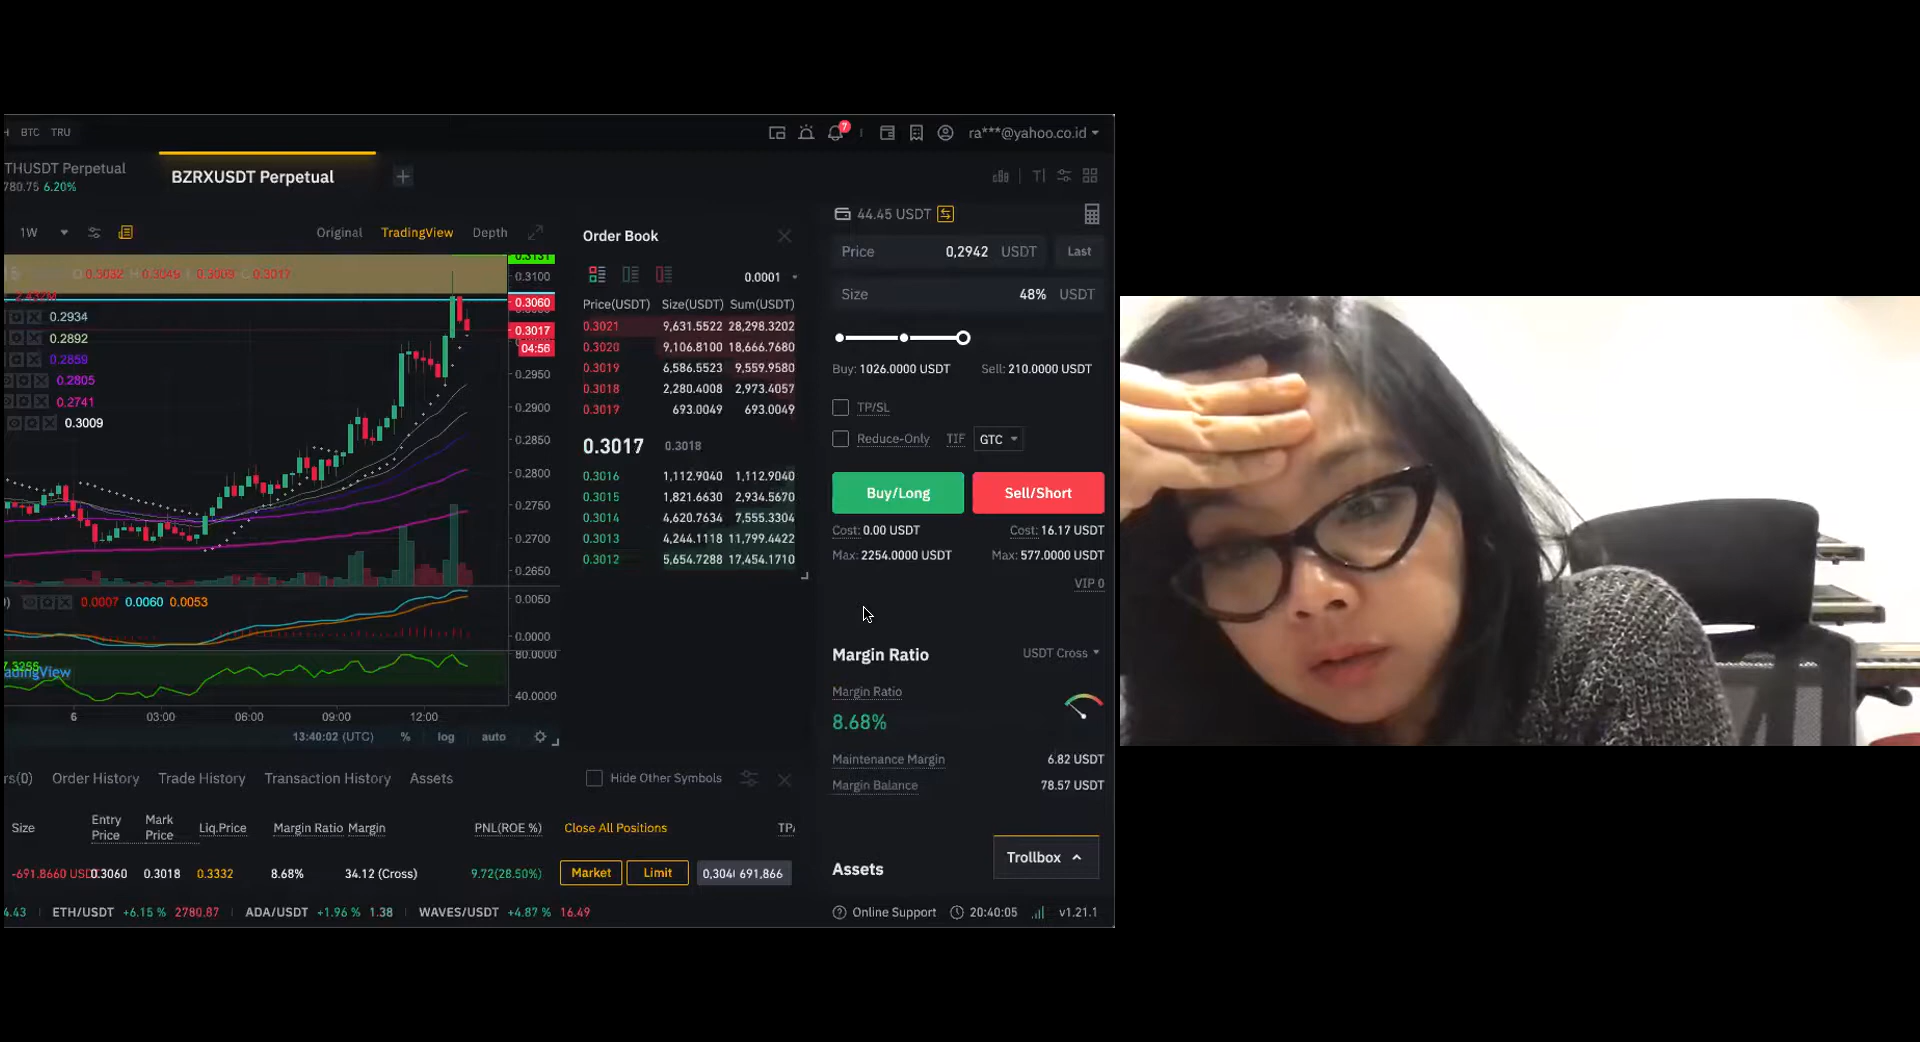 BTC TRU
7
ra***@yahoo.co.id
THUSDT Perpetual
780.75 6.20%
BZRXUSDT Perpetual
+
1W
Original TradingView Depth
0.2934
0.2892
0.2859
0.2805
0.2741
0.3009
0.3131
0.3100
0.3060
0.3017
04:56
0.2950
0.2900
0.2850
0.2800
0.2750
0.2700
0.2650
0.0007 0.0060 0.0053
0.0050
0.0000
80.0000
40.0000
adingView
6 03:00 06:00 09:00 12:00
13:40:02 (UTC) % log auto
Order Book
0.0001
Price(USDT) Size(USDT) Sum(USDT)
0.3021 9,631.5522 28,298.3202
0.3020 9,106.8100 18,666.7680
0.3019 6,586.5523 9,559.9580
0.3018 2,280.4008 2,973.4057
0.3019 693.0049 693.0049
0.3017 0.3018
0.3016 1,112.9040 1,112.9040
0.3015 1,821.6630 2,934.5670
0.3014 4,620.7634 7,555.3304
0.3013 4,244.1118 11,799.4422
0.3012 5,654.7288 17,454.1710
44.45 USDT
Price 0,2942 USDT Last
Size 48% USDT
Buy: 1026.0000 USDT Sell: 210.0000 USDT
TP/SL
Reduce-Only TIF GTC
Buy/Long Sell/Short
Cost: 0.00 USDT Cost: 16.17 USDT
Max: 2254.0000 USDT Max: 577.0000 USDT
VIP 0
Margin Ratio USDT Cross
Margin Ratio
8.68%
Maintenance Margin 6.82 USDT
Margin Balance 78.57 USDT
rs(0) Order History Trade History Transaction History Assets
Hide Other Symbols
Size Entry Price Mark Price Liq.Price Margin Ratio Margin PNL(ROE %) Close All Positions TP/
-691.8660 USD 0.3060 0.3018 0.3332 8.68% 34.12 (Cross) 9.72(28.50%) Market Limit 0,304 691,866
Assets
Trollbox
4.43 ETH/USDT +6.15 % 2780.87 ADA/USDT +1.96 % 1.38 WAVES/USDT +4.87 % 16.49
Online Support 20:40:05 v1.21.1